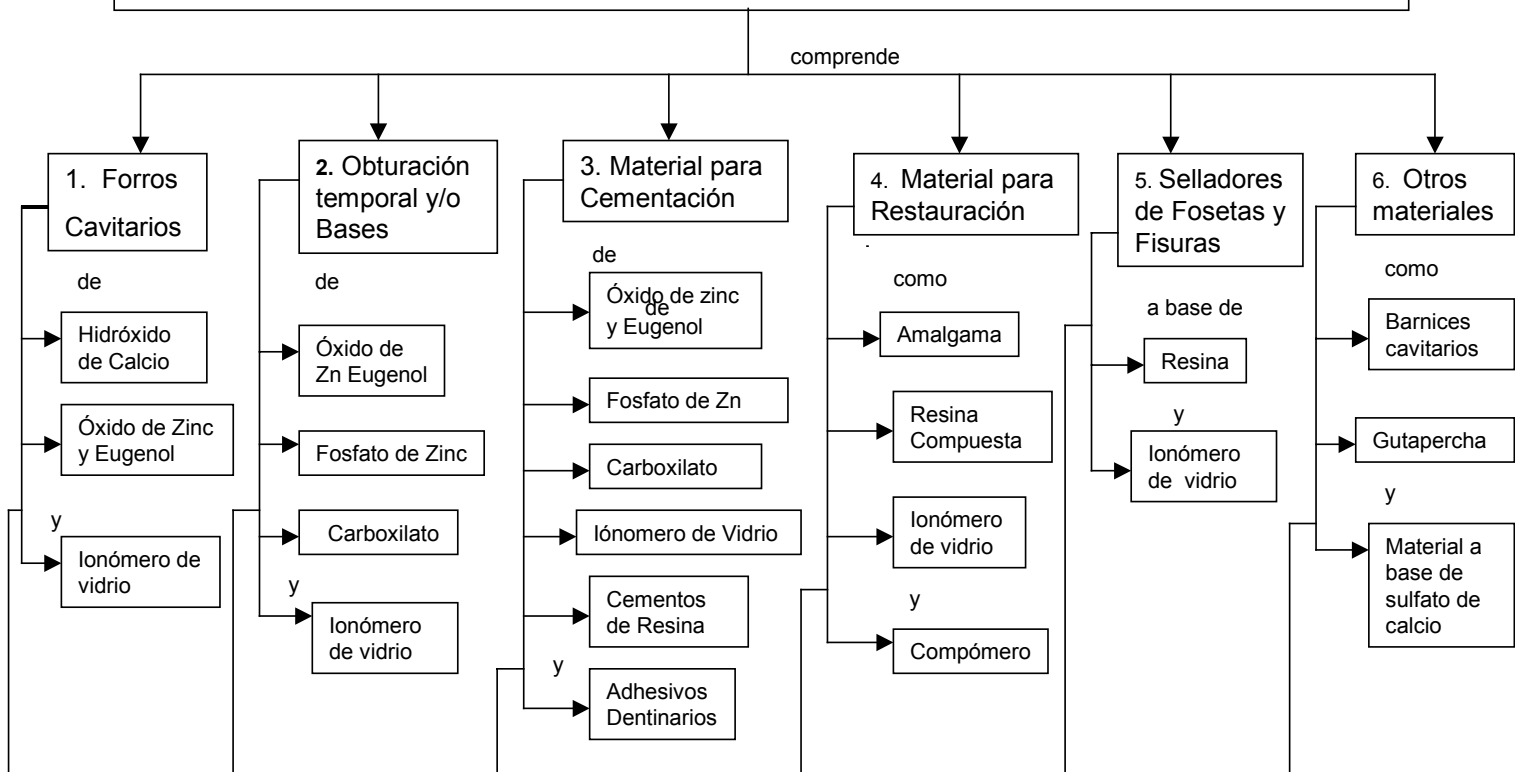 comprende
1. Forros
Cavitarios
de
Hidróxido
de Calcio
Óxido de Zinc
y Eugenol
y
Ionómero de
vidrio
2. Obturación
temporal y/o
Bases
de
Óxido de
Zn Eugenol
Fosfato de Zinc
Carboxilato
y
Ionómero
de vidrio
3. Material para
Cementación
de
Óxido de zinc
de
y Eugenol
Fosfato de Zn
Carboxilato
Iónomero de Vidrio
Cementos
de Resina
y
Adhesivos
Dentinarios
4. Material para
Restauración
.
como
Amalgama
Resina
Compuesta
Ionómero
de vidrio
y
Compómero
5. Selladores
de Fosetas y
Fisuras
a base de
Resina
y
Ionómero
de vidrio
6. Otros
materiales
como
Barnices
cavitarios
Gutapercha
y
Material a
base de
sulfato de
calcio